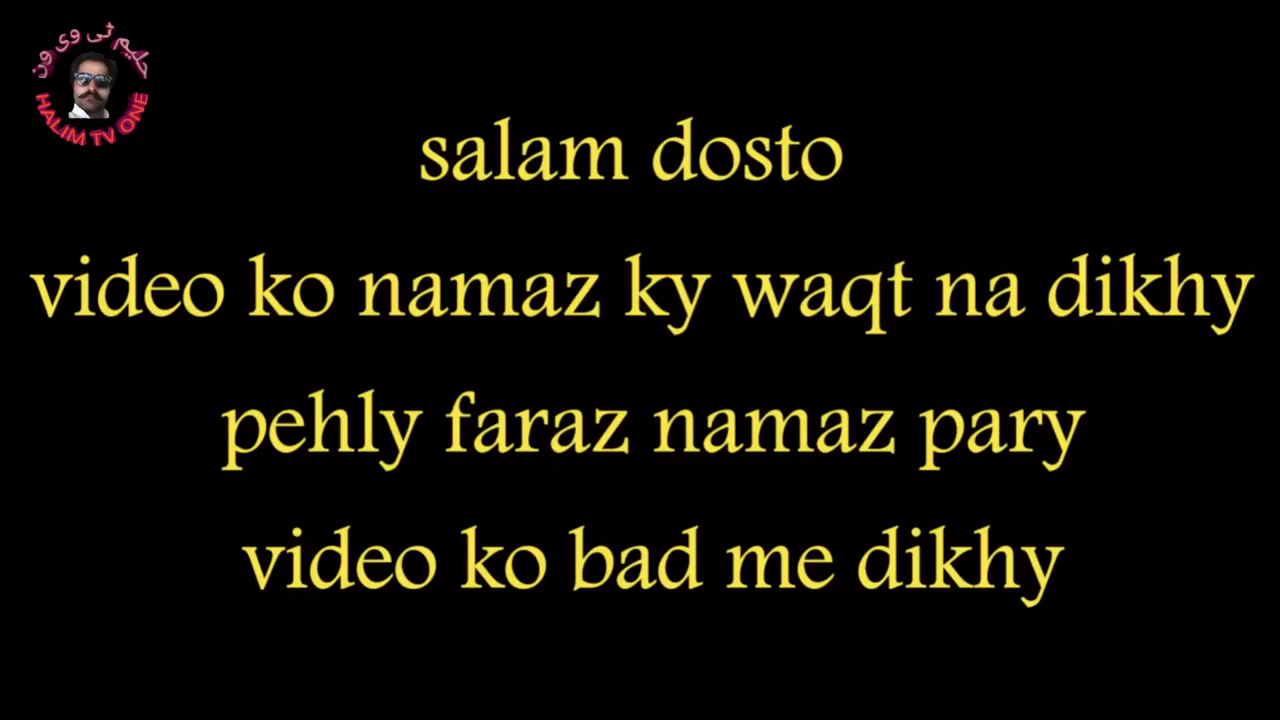 حلیم ٹی وی ون
HALIM TV ONE
salam dosto
video ko namaz ky waqt na dikhy
pehly faraz namaz pary
video ko bad me dikhy